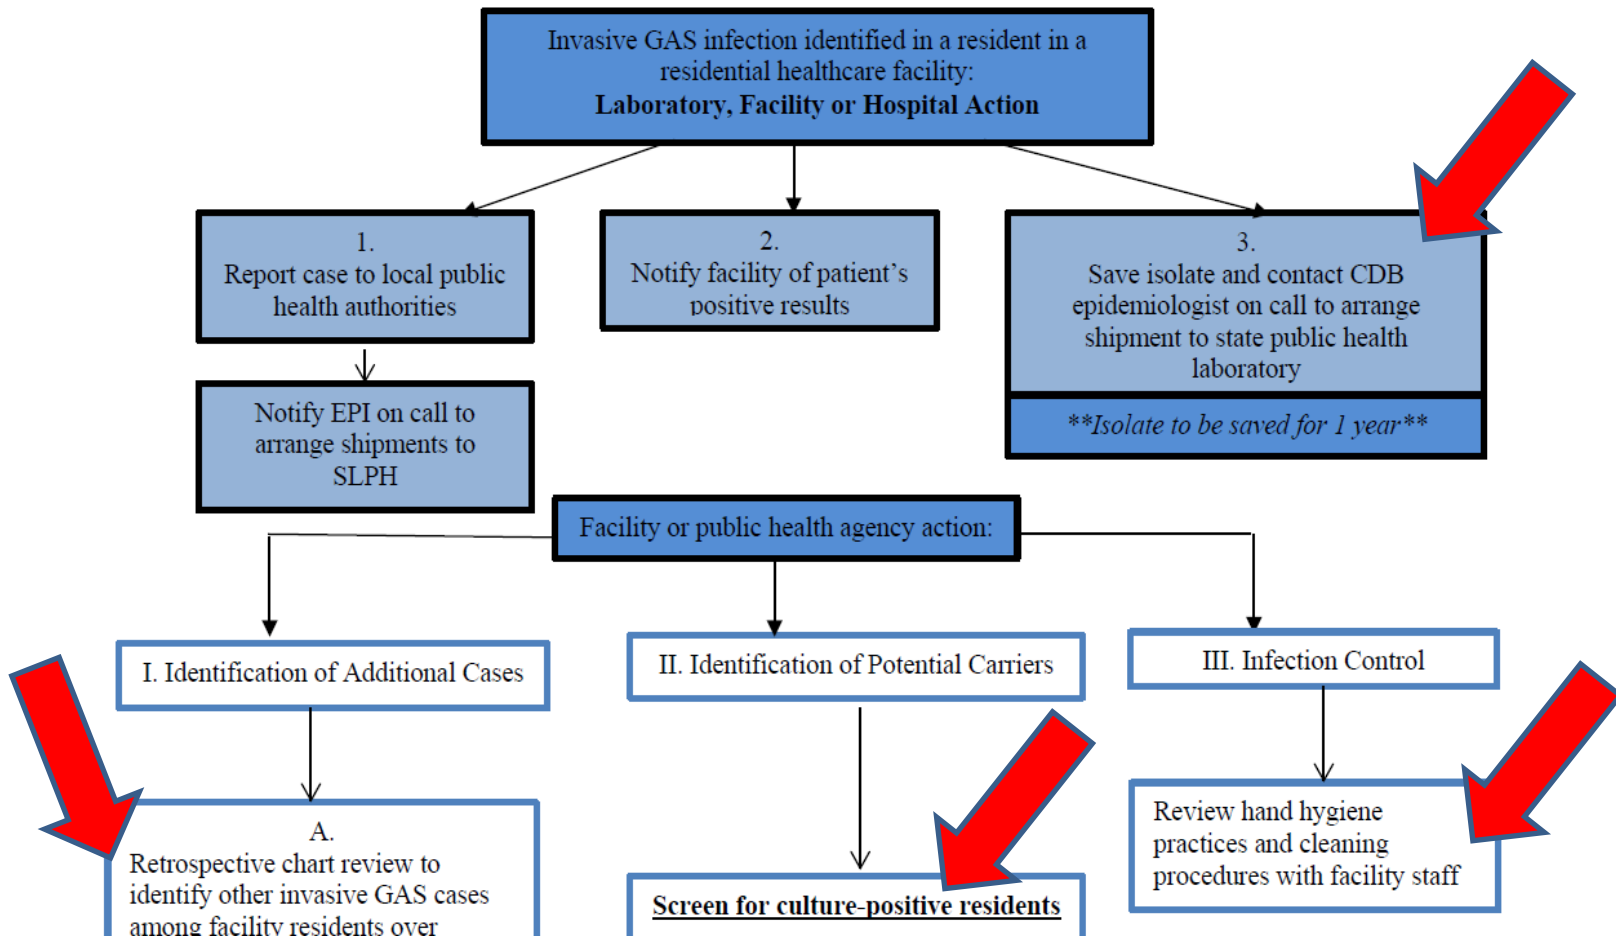 Invasive GAS infection identified in a resident in a
residential healthcare facility:
Laboratory, Facility or Hospital Action
1.
Report case to local public
health authorities
2.
Notify facility of patient's
positive results
3.
Save isolate and contact CDB
epidemiologist on call to arrange
shipment to state public health
laboratory
**Isolate to be saved for 1 year**
Notify EPI on call to
arrange shipments to
SLPH
Facility or public health agency action:
I. Identification of Additional Cases
II. Identification of Potential Carriers
III. Infection Control
A.
Retrospective chart review to
identify other invasive GAS cases
among facility residents over
Screen for culture-positive residents
Review hand hygiene
practices and cleaning
procedures with facility staff